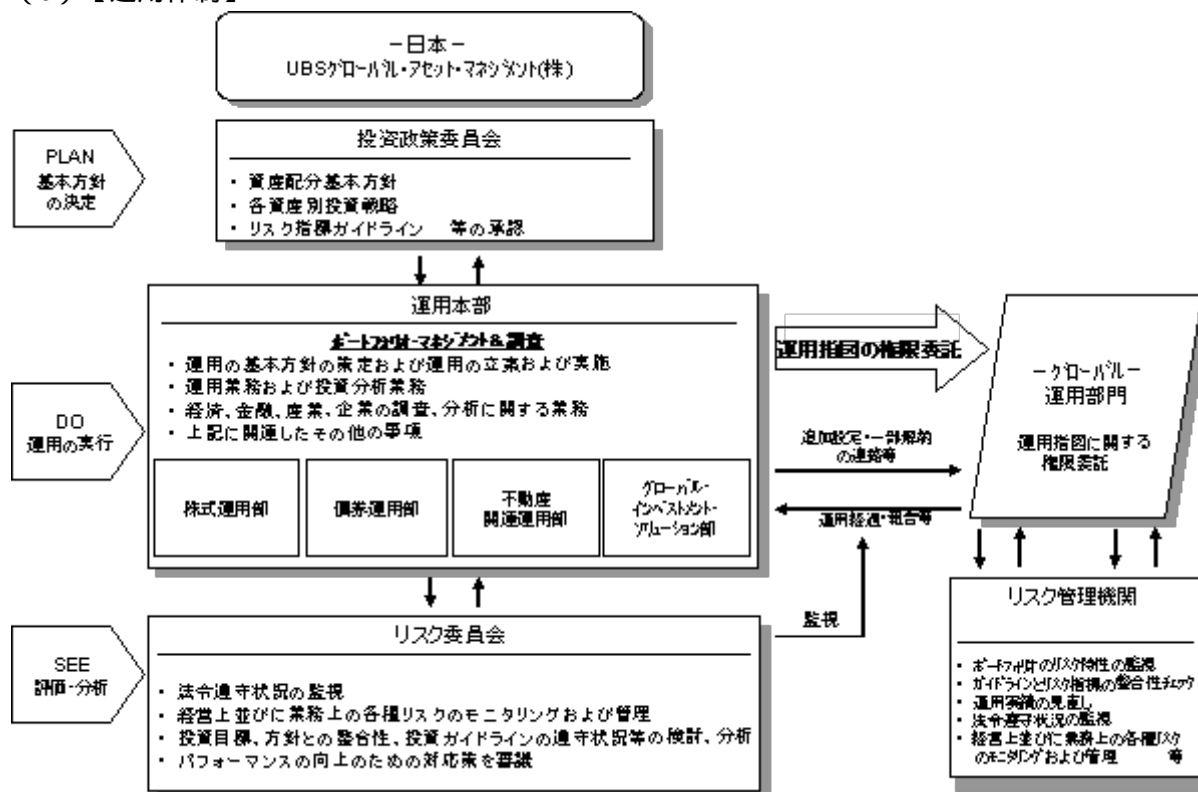 －日本－
UBSｸﾞﾛｰﾊﾞﾙ・ｱｾｯﾄ・ﾏﾈｼﾞﾒﾝﾄ(株)
PLAN
基本方針
の決定
投資政策委員会
・ 資産配分基本方針
・ 各資産別投資戦略
・ リスク指標ガイドライン　等の承認
DO
運用の実行
運用本部
ﾎﾟｰﾄﾌｫﾘｵ･ﾏﾈｼﾞﾒﾝﾄ&調査
・ 運用の基本方針の策定および運用の立案および実施
・ 運用業務および投資分析業務
・ 経済、金融、産業、企業の調査、分析に関する業務
・ 上記に関連したその他の事項
株式運用部
債券運用部
不動産
関連運用部
ｸﾞﾛｰﾊﾞﾙ・
ｲﾝﾍﾞｽﾄﾒﾝﾄ・
ｿﾘｭｰｼｮﾝ部
運用指図の権限委託
追加設定・一部解約
の連絡等
運用経過・報告等
監視
－ｸﾞﾛｰﾊﾞﾙ－
運用部門
運用指図に関する
権限委託
SEE
評価・分析
リスク委員会
・ 法令遵守状況の監視
・ 経営上並びに業務上の各種リスクのモニタリングおよび管理
・ 投資目標、方針との整合性、投資ガイドラインの遵守状況等の検討、分析
・ パフォーマンスの向上のための対応策を審議
リスク管理機関
・ ﾎﾟｰﾄﾌｫﾘｵのﾘｽｸ特性の監視
・ ｶﾞｲﾄﾞﾗｲﾝとﾘｽｸ指標の整合性ﾁｪｯｸ
・ 運用実績の見直し
・ 法令遵守状況の監視
・ 経営上並びに業務上の各種ﾘｽｸ
のﾓﾆﾀﾘﾝｸﾞおよび管理　等